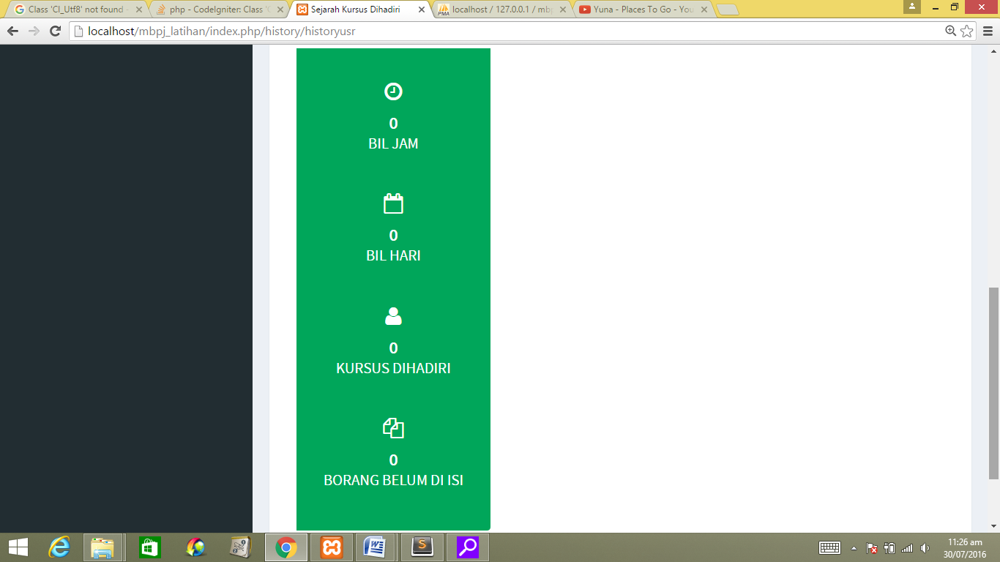 Class 'CI_Utf8' not found -
php - CodeIgniter: Class 'C
Sejarah Kursus Dihadiri
PMA
localhost / 127.0.0.1 / mbp
Yuna - Places To Go - You
localhost/mbpj_latihan/index.php/history/historyusr
0
BIL JAM
0
BIL HARI
0
KURSUS DIHADIRI
0
BORANG BELUM DI ISI
11:26 am
30/07/2016